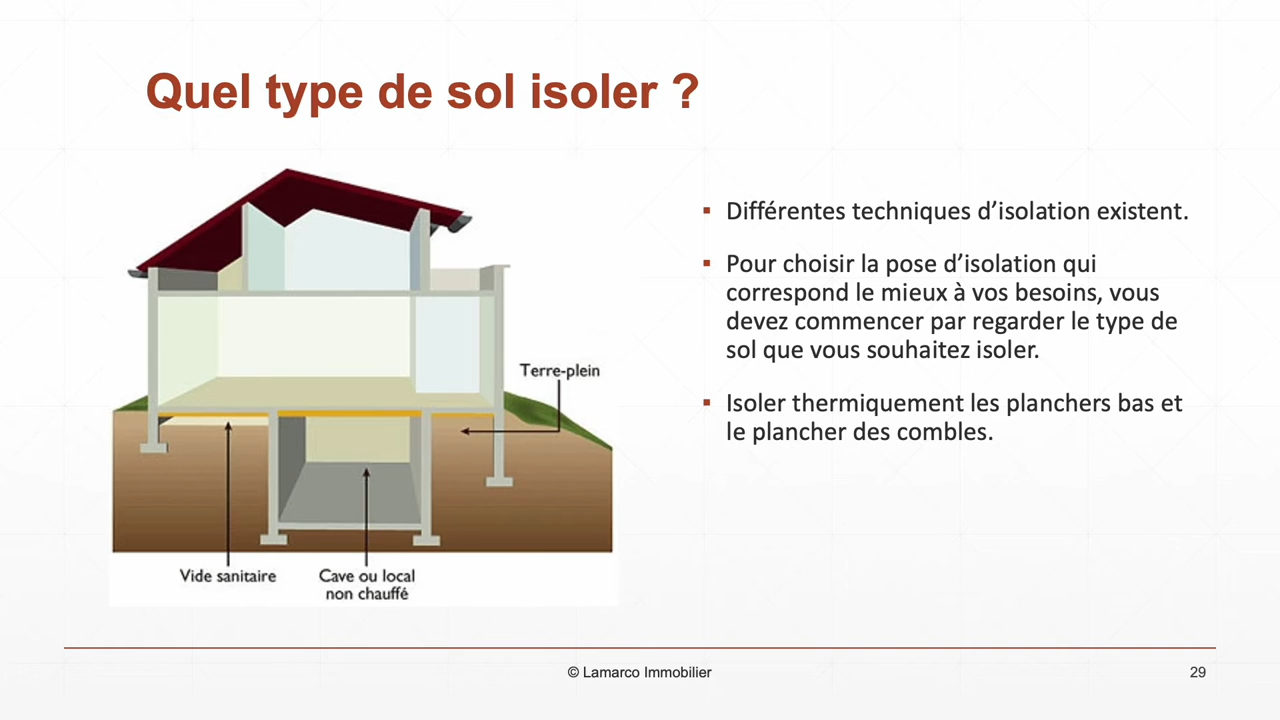 Quel type de sol isoler ?
▪ Différentes techniques d’isolation existent.
▪ Pour choisir la pose d’isolation qui
correspond le mieux à vos besoins, vous
devez commencer par regarder le type de
sol que vous souhaitez isoler.
▪ Isoler thermiquement les planchers bas et
le plancher des combles.
Terre-plein
Vide sanitaire
Cave ou local
non chauffé
© Lamarco Immobilier
29